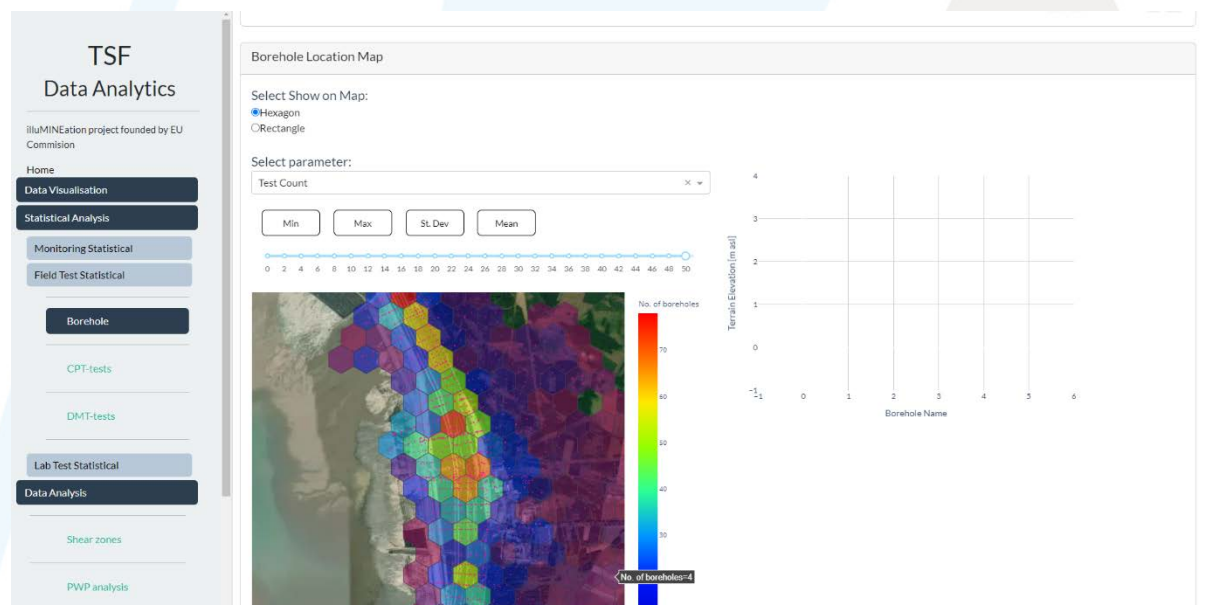 TSF
Data Analytics
illuMINEation project founded by EU
Commision
Home
Data Visualisation
Statistical Analysis
Monitoring Statistical
Field Test Statistical
Borehole
CPT-tests
DMT-tests
Lab Test Statistical
Data Analysis
Shear zones
PWP analysis
Borehole Location Map
Select Show on Map:
Hexagon
Rectangle
Select parameter:
Test Count
Min Max St. Dev Mean
0 2 4 6 8 10 12 14 16 18 20 22 24 26 28 30 32 34 36 38 40 42 44 46 48 50
No. of boreholes
70
60
50
40
30
No. of boreholes=4
Terrain Elevation [m asl]
4
3
2
1
0
−1
−1 0 1 2 3 4 5 6
Borehole Name